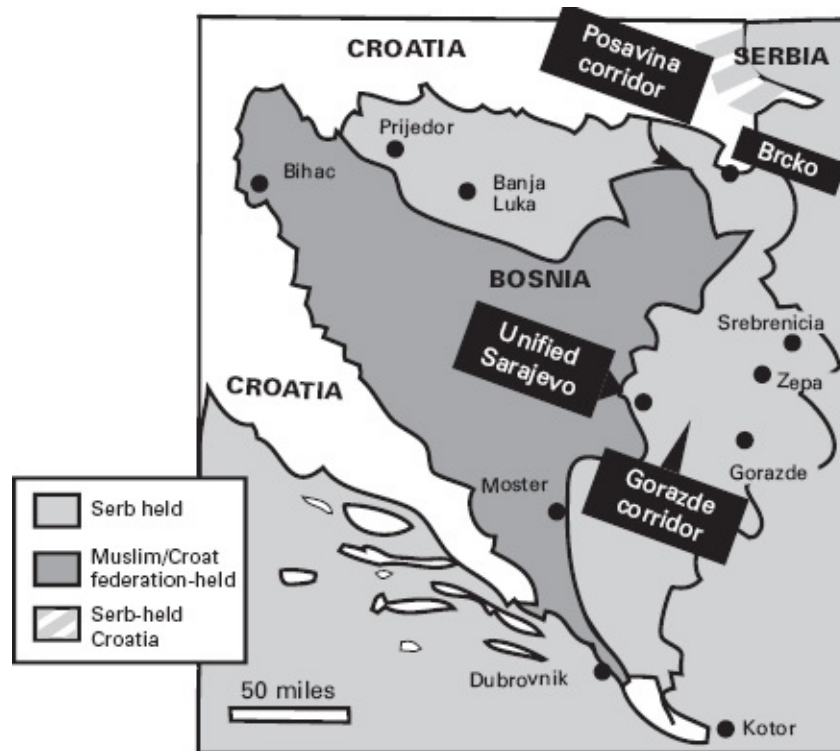 CROATIA
Posavina
corridor
SERBIA
Prijedor
Brcko
Bihac
Banja
Luka
BOSNIA
Srebrenicia
Unified
Sarajevo
Zepa
CROATIA
Gorazde
Moster
Gorazde
corridor
Serb held
Muslim/Croat
federation-held
Serb-held
Croatia
Dubrovnik
50 miles
Kotor